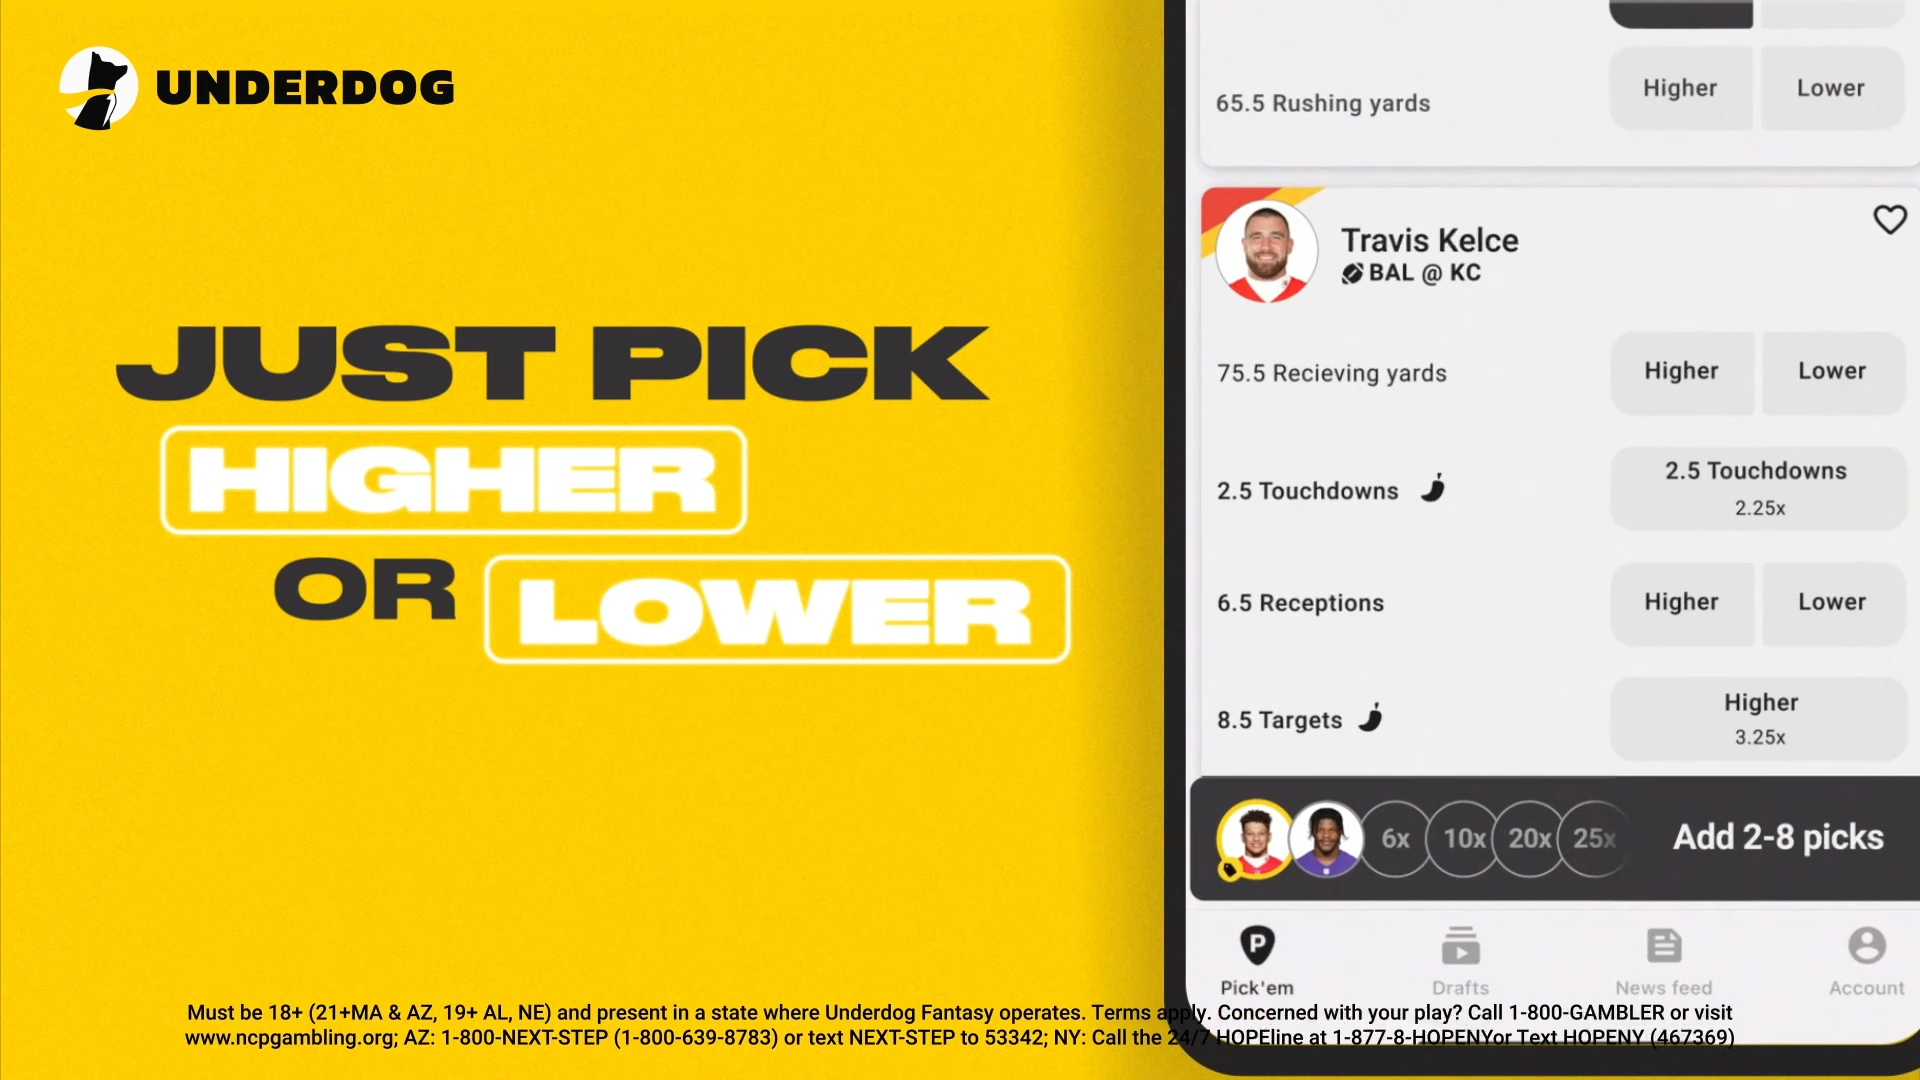 UNDERDOG
JUST PICK
HIGHER
OR LOWER
65.5 Rushing yards
Higher Lower
Travis Kelce
BAL @ KC
75.5 Recieving yards
Higher Lower
2.5 Touchdowns
2.5 Touchdowns
2.25x
6.5 Receptions
Higher Lower
8.5 Targets
Higher
3.25x
6x 10x 20x 25x Add 2-8 picks
P
Pick'em Drafts News feed Account
Must be 18+ (21+MA & AZ, 19+ AL, NE) and present in a state where Underdog Fantasy operates. Terms apply. Concerned with your play? Call 1-800-GAMBLER or visit
www.ncpgambling.org; AZ: 1-800-NEXT-STEP (1-800-639-8783) or text NEXT-STEP to 53342; NY: Call the 24/7 HOPEline at 1-877-8-HOPENYor Text HOPENY (467369)